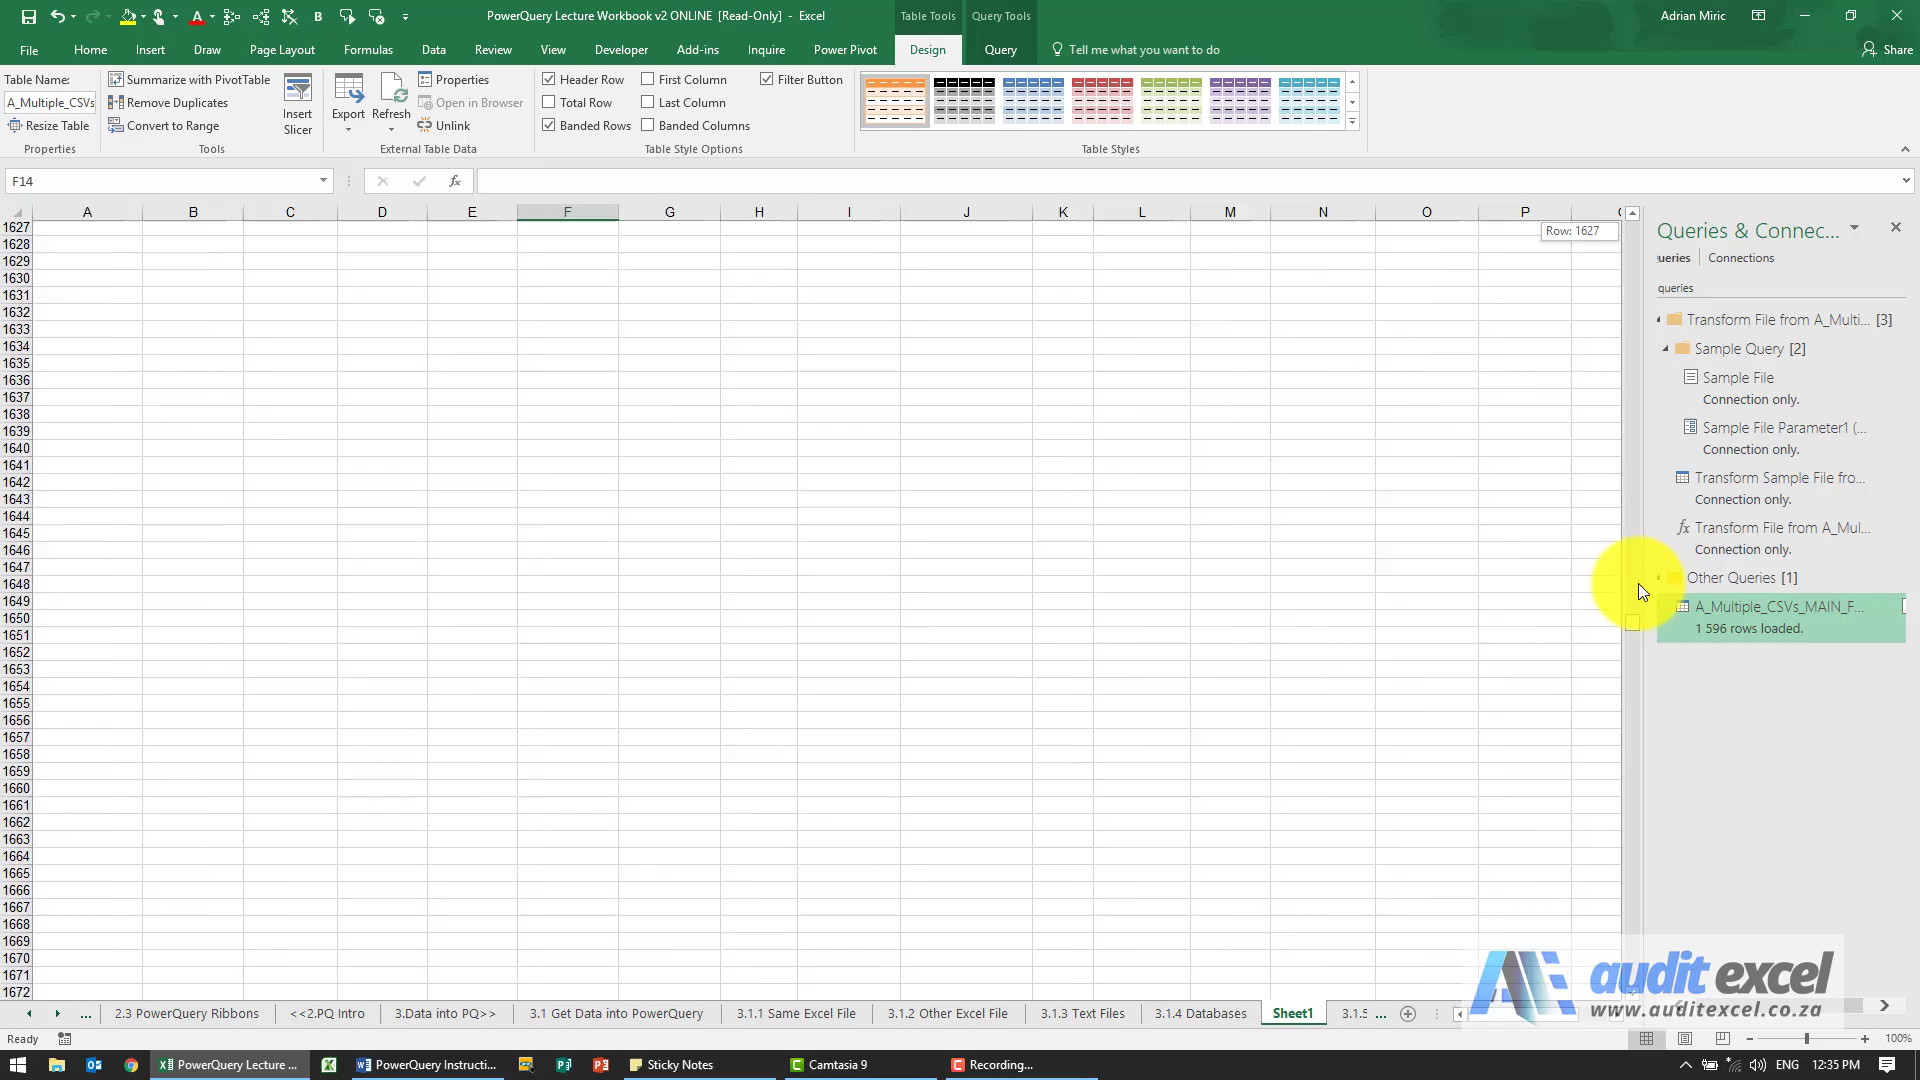 PowerQuery Lecture Workbook v2 ONLINE [Read-Only] - Excel
Table Tools
Query Tools
Adrian Miric
File
Home
Insert
Draw
Page Layout
Formulas
Data
Review
View
Developer
Add-ins
Inquire
Power Pivot
Design
Query
Tell me what you want to do
Share
Table Name:
A_Multiple_CSVs
Resize Table
Properties
Summarize with PivotTable
Remove Duplicates
Convert to Range
Tools
Insert
Slicer
Export
Refresh
Properties
Open in Browser
Unlink
External Table Data
Header Row
Total Row
Banded Rows
First Column
Last Column
Banded Columns
Filter Button
Table Style Options
Table Styles
F14
fx
A B C D E F G H I J K L M N O P
Row: 1627
1627
1628
1629
1630
1631
1632
1633
1634
1635
1636
1637
1638
1639
1640
1641
1642
1643
1644
1645
1646
1647
1648
1649
1650
1651
1652
1653
1654
1655
1656
1657
1658
1659
1660
1661
1662
1663
1664
1665
1666
1667
1668
1669
1670
1671
1672
Queries & Connec...
ueries
Connections
queries
Transform File from A_Multi... [3]
Sample Query [2]
Sample File
Connection only.
Sample File Parameter1 (...
Connection only.
Transform Sample File fro...
Connection only.
fx Transform File from A_Mul...
Connection only.
Other Queries [1]
A_Multiple_CSVs_MAIN_F...
1 596 rows loaded.
audit excel
www.auditexcel.co.za
...
2.3 PowerQuery Ribbons
<<2.PQ Intro
3.Data into PQ>>
3.1 Get Data into PowerQuery
3.1.1 Same Excel File
3.1.2 Other Excel File
3.1.3 Text Files
3.1.4 Databases
Sheet1
3.1.5 ...
Ready
100%
PowerQuery Lecture ...
PowerQuery Instructi...
Sticky Notes
Camtasia 9
Recording...
ENG
12:35 PM